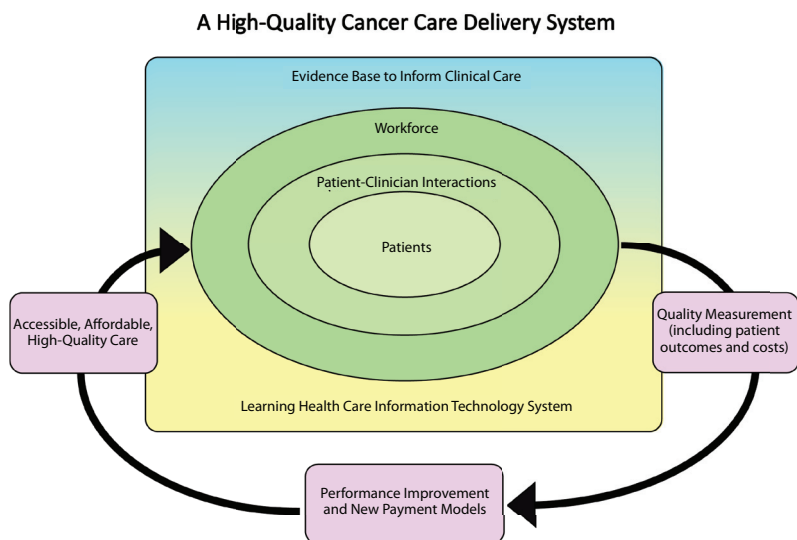 A High-Quality Cancer Care Delivery System
Evidence Base to Inform Clinical Care
Workforce
Patient-Clinician Interactions
Patients
Accessible, Affordable,
High-Quality Care
Quality Measurement
(including patient
outcomes and costs)
Learning Health Care Information Technology System
Performance Improvement
and New Payment Models